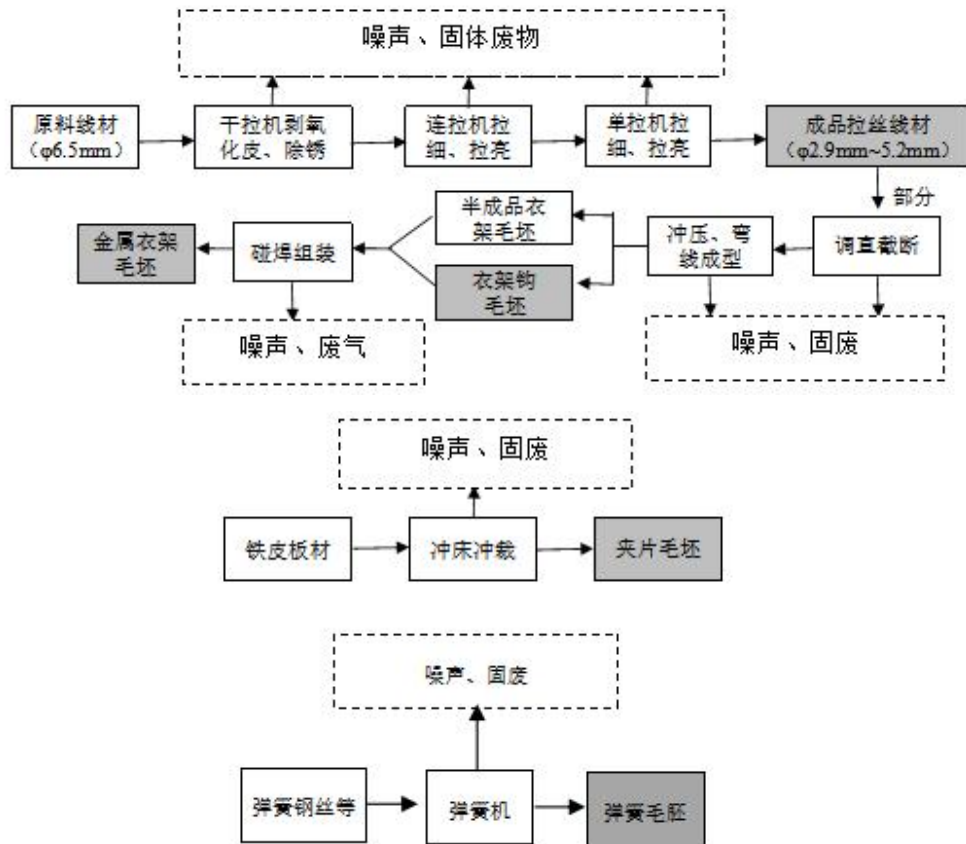 噪声、固体废物
原料线材
（φ6.5mm）
干拉机剥氧
化皮、除锈
连拉机拉
细、拉亮
单拉机拉
细、拉亮
成品拉丝线材
（φ2.9mm~5.2mm）
部分
金属衣架
毛坯
碰焊组装
半成品衣
架毛坯
衣架钩
毛坯
冲压、弯
线成型
调直截断
噪声、废气
噪声、固废
噪声、固废
铁皮板材
冲床冲裁
夹片毛坯
噪声、固废
弹簧钢丝等
弹簧机
弹簧毛胚